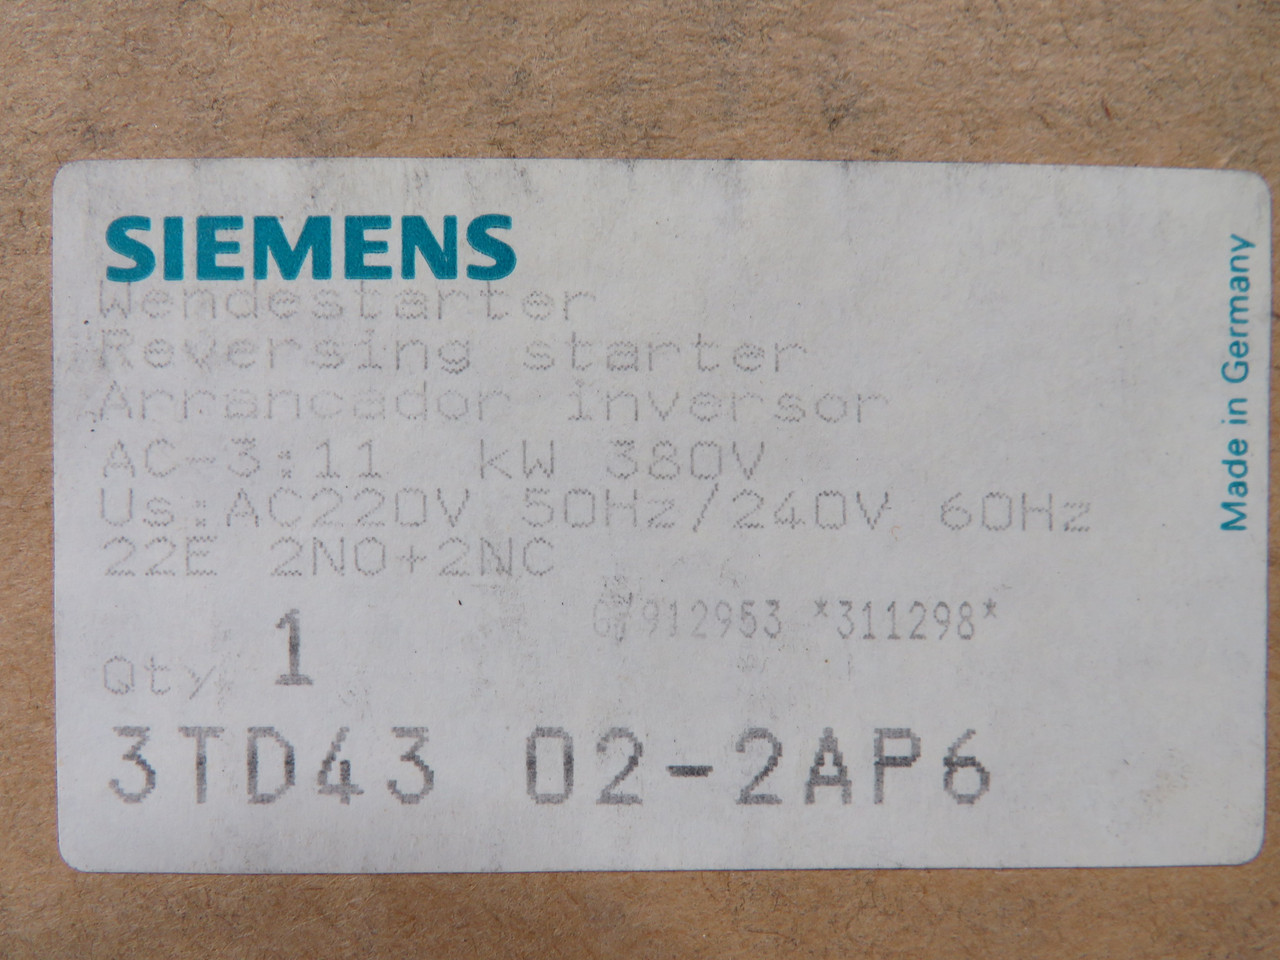 SIEMENS
Wendestarter
Reversing starter
Arrancador inversor
AC-3:11 kW 380V
Us:AC220V 50Hz/240V 60Hz
22E 2NO+2NC
*311298*
Qty. 1
3TD43 02-2AP6
Made in Germany